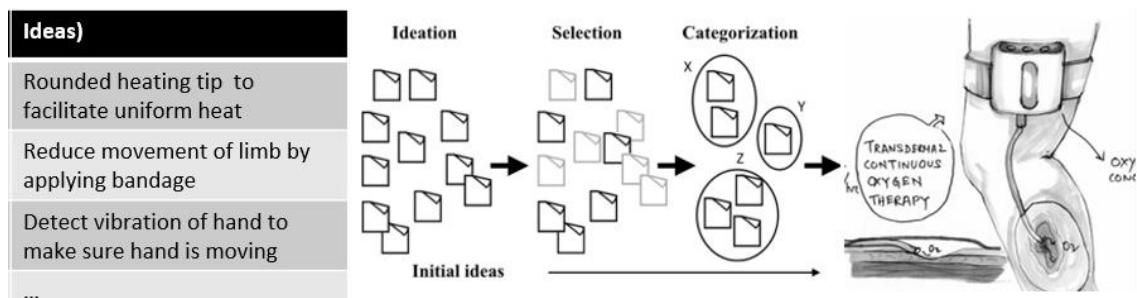 Ideas)
Rounded heating tip to
facilitate uniform heat
Reduce movement of limb by
applying bandage
Detect vibration of hand to
make sure hand is moving
...
Ideation
Selection
Categorization
X
Y
Z
Initial ideas
TRANSDERMAL
CONTINUOUS
OXYGEN
THERAPY
OXY
CONC
O2
O2